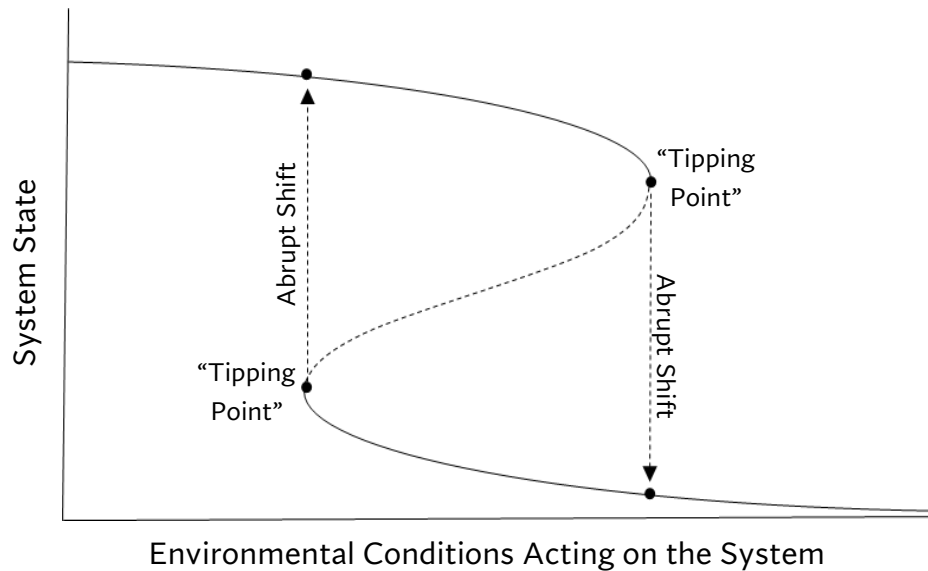 “Tipping
Point”
Abrupt Shift
Abrupt Shift
“Tipping
Point”
System State
Environmental Conditions Acting on the System